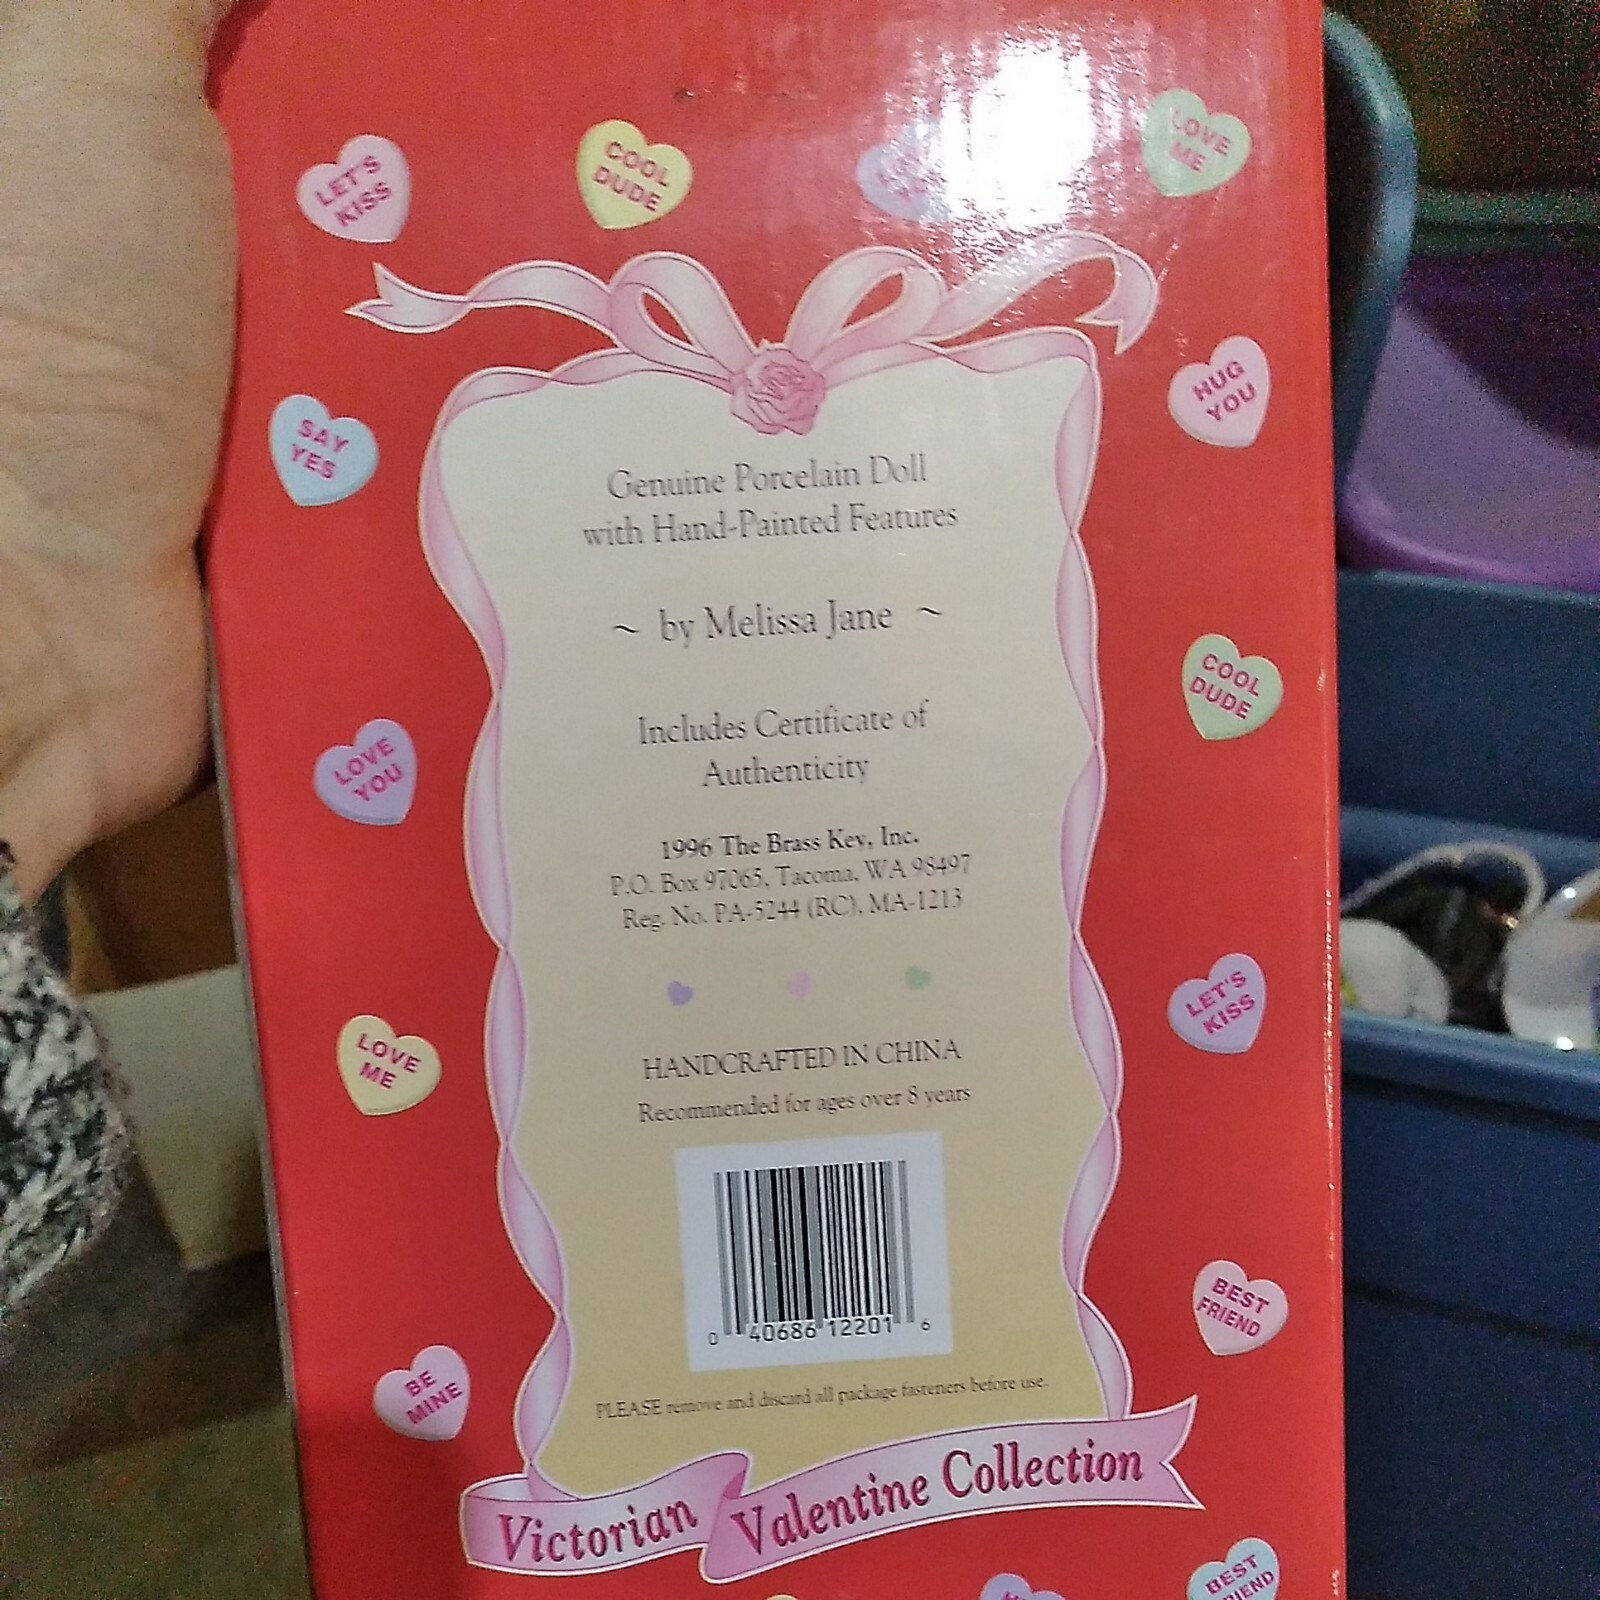 LET'S
KISS
COOL
DUDE
LOVE
ME
HUG
YOU
SAY
YES
Genuine Porcelain Doll
with Hand-Painted Features
~ by Melissa Jane ~
COOL
DUDE
Includes Certificate of
Authenticity
LOVE
YOU
1996 The Brass Key, Inc.
P.O. Box 97065, Tacoma, WA 98497
Reg. No. PA-5244 (RC), MA-1213
LET'S
KISS
LOVE
ME
HANDCRAFTED IN CHINA
Recommended for ages over 8 years
0 40686 12201 6
BEST
FRIEND
BE
MINE
PLEASE remove and discard all package fasteners before use.
Victorian Valentine Collection
BEST
FRIEND